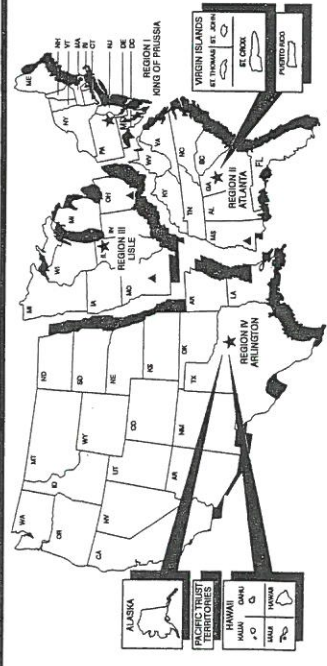 WA
MT
ND
OR
ID
SD
WY
NE
NV
UT
CO
KS
CA
AR
NM
OK
TX
REGION IV
ARLINGTON
MI
WI
MI
IA
IL
IN
OH
MO
REGION III
LISLE
AR
LA
ME
NY
PA
NH
VT
MA
RI
CT
NJ
DE
DC
REGION I
KING OF PRUSSIA
WV
VA
KY
NC
TN
SC
MS
AL
GA
FL
REGION II
ATLANTA
VIRGIN ISLANDS
ST. THOMAS
ST. JOHN
ST. CROIX
PUERTO RICO
ALASKA
PACIFIC TRUST
TERRITORIES
HAWAII
KAUAI
OAHU
MAUI
HAWAII